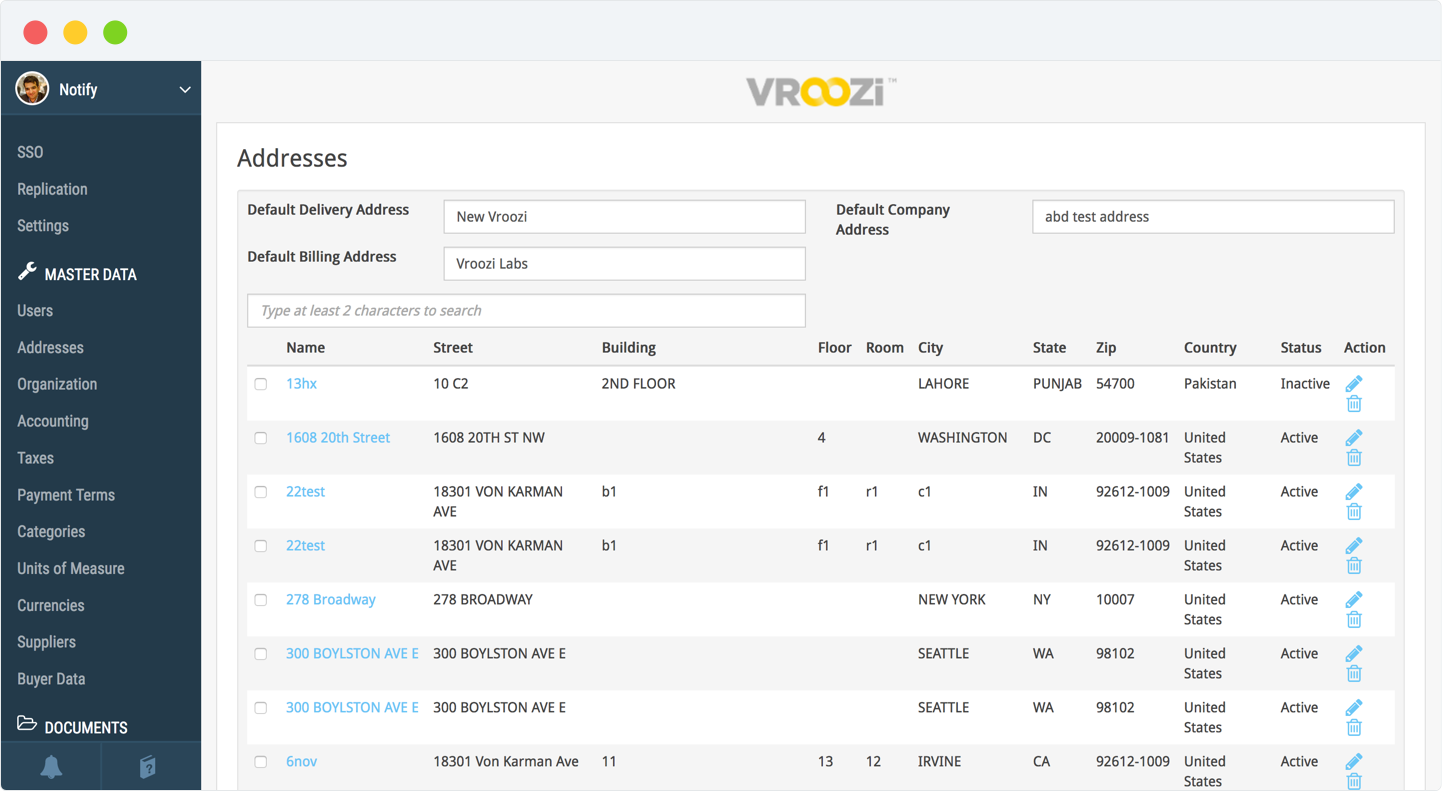 Notify
SSO
Replication
Settings
MASTER DATA
Users
Addresses
Organization
Accounting
Taxes
Payment Terms
Categories
Units of Measure
Currencies
Suppliers
Buyer Data
DOCUMENTS
VROOZi™
Addresses
Default Delivery Address New Vroozi Default Company
Address abd test address
Default Billing Address Vroozi Labs
Type at least 2 characters to search
Name Street Building Floor Room City State Zip Country Status Action
13hx 10 C2 2ND FLOOR LAHORE PUNJAB 54700 Pakistan Inactive
1608 20th Street 1608 20TH ST NW 4 WASHINGTON DC 20009-1081 United Active
States
22test 18301 VON KARMAN b1 f1 r1 c1 IN 92612-1009 United Active
AVE States
22test 18301 VON KARMAN b1 f1 r1 c1 IN 92612-1009 United Active
AVE States
278 Broadway 278 BROADWAY NEW YORK NY 10007 United Active
States
300 BOYLSTON AVE E 300 BOYLSTON AVE E SEATTLE WA 98102 United Active
States
300 BOYLSTON AVE E 300 BOYLSTON AVE E SEATTLE WA 98102 United Active
States
6nov 18301 Von Karman Ave 11 13 12 IRVINE CA 92612-1009 United Active
States